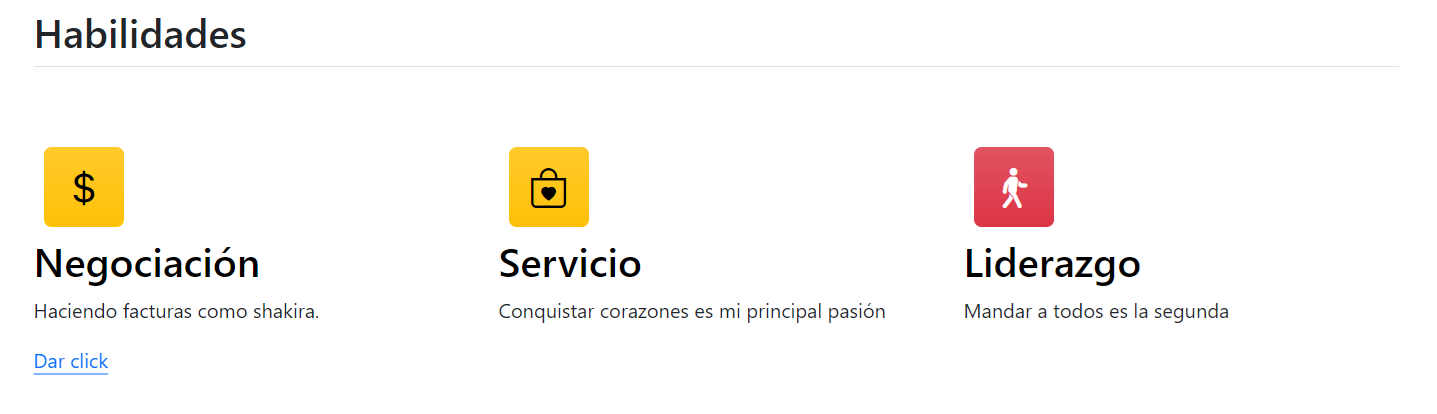 Habilidades
$
Negociación
Haciendo facturas como shakira.
Dar click
Servicio
Conquistar corazones es mi principal pasión
Liderazgo
Mandar a todos es la segunda